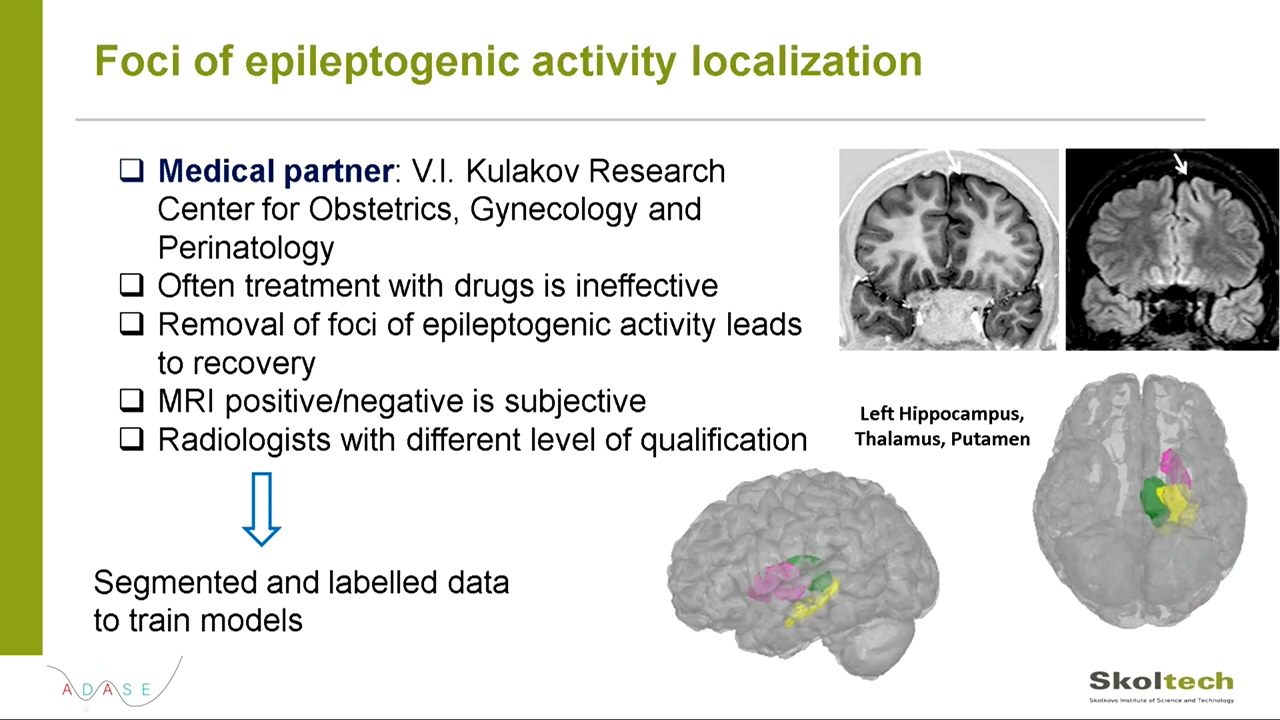 Foci of epileptogenic activity localization
❑ Medical partner: V.I. Kulakov Research
Center for Obstetrics, Gynecology and
Perinatology
❑ Often treatment with drugs is ineffective
❑ Removal of foci of epileptogenic activity leads
to recovery
❑ MRI positive/negative is subjective
❑ Radiologists with different level of qualification
Segmented and labelled data
to train models
Left Hippocampus,
Thalamus, Putamen
ADASE
Skoltech
Skolkovo Institute of Science and Technology